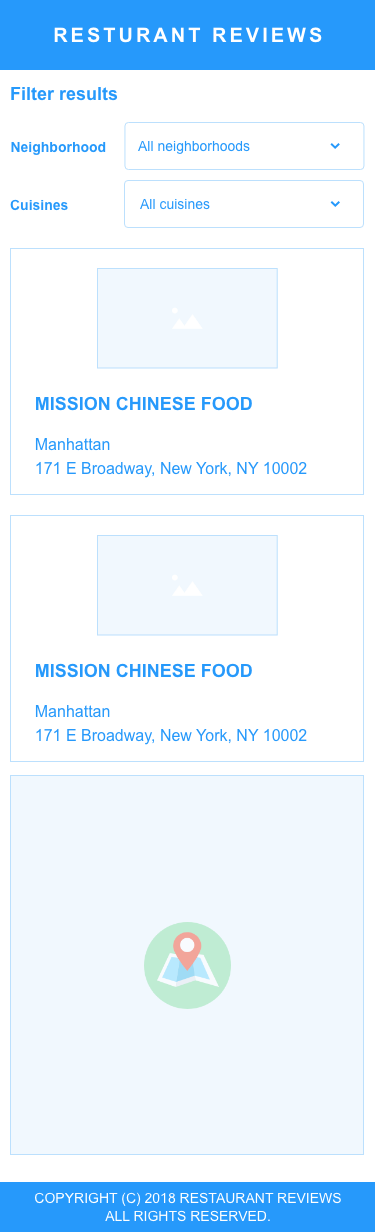 RESTURANT REVIEWS
Filter results
Neighborhood
All neighborhoods
Cuisines
All cuisines
MISSION CHINESE FOOD
Manhattan
171 E Broadway, New York, NY 10002
MISSION CHINESE FOOD
Manhattan
171 E Broadway, New York, NY 10002
COPYRIGHT (C) 2018 RESTAURANT REVIEWS
ALL RIGHTS RESERVED.